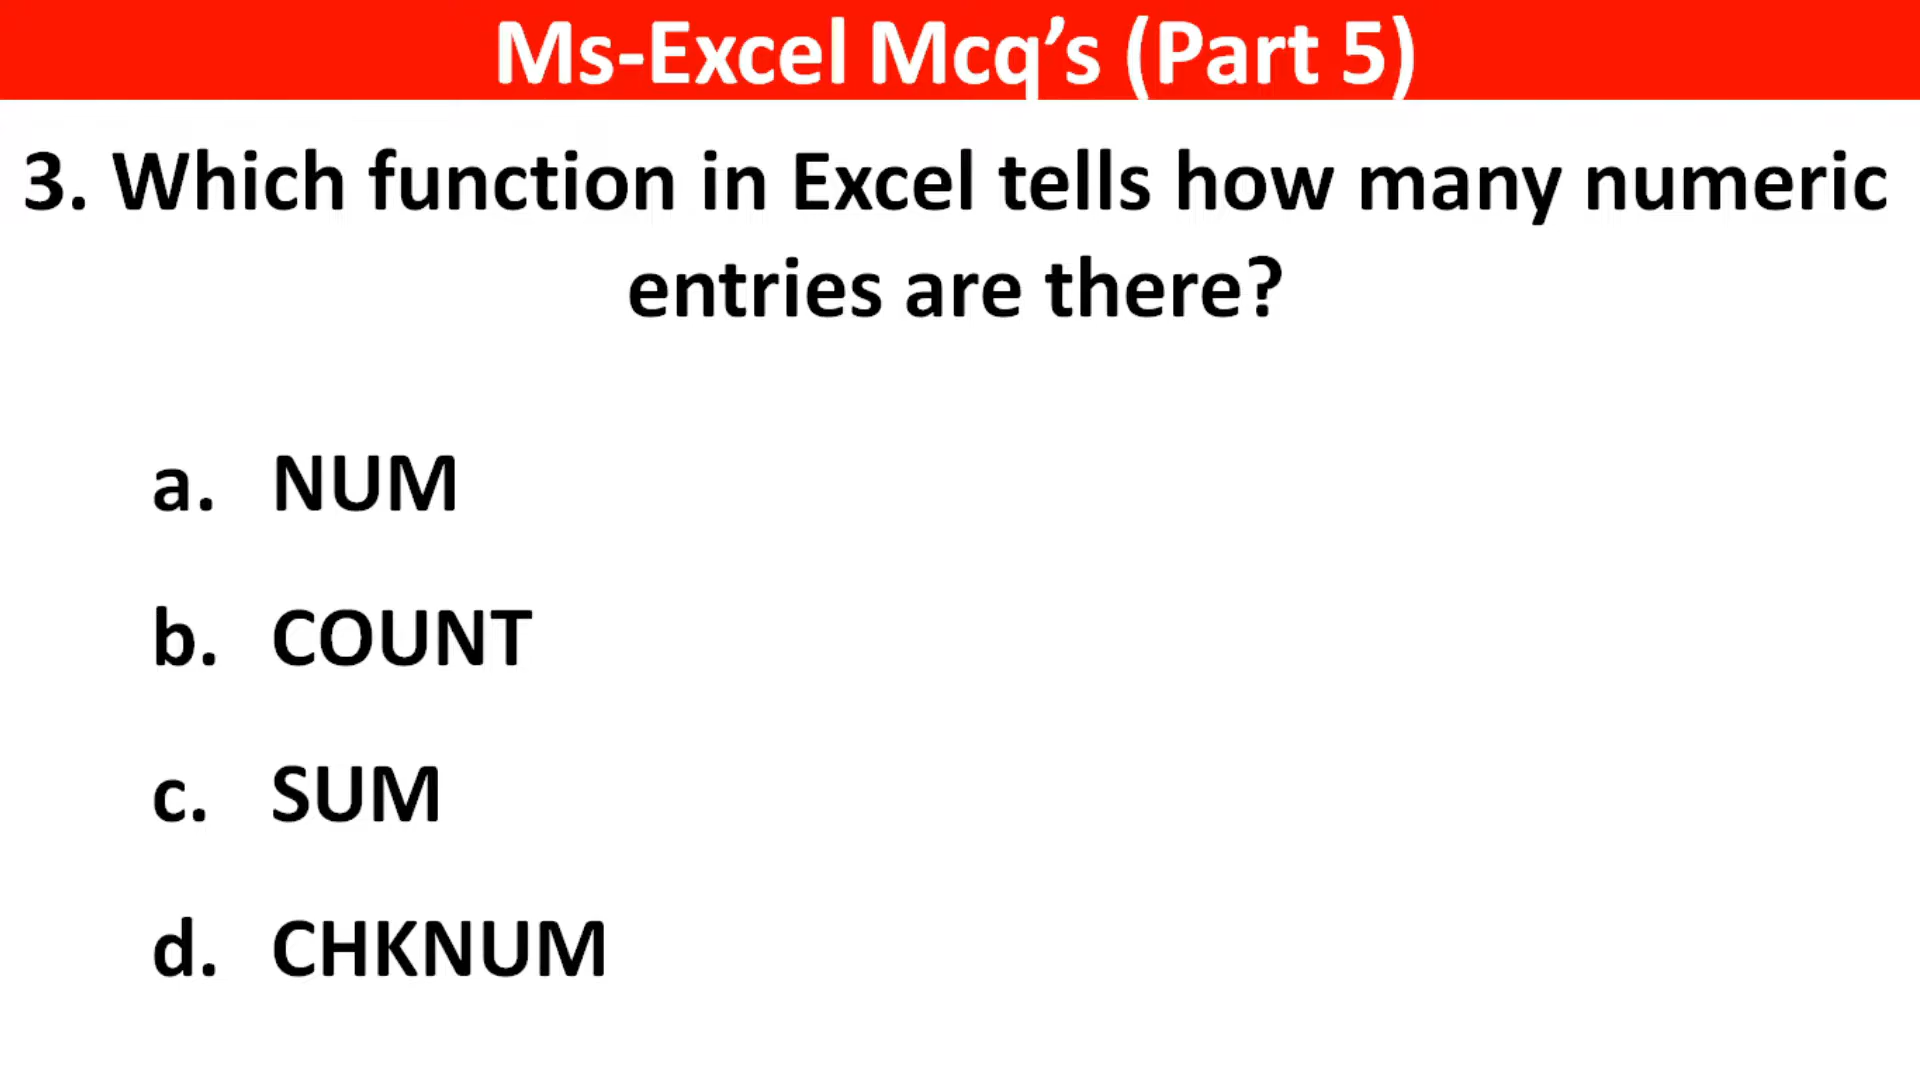 Ms-Excel Mcq’s (Part 5)
3. Which function in Excel tells how many numeric
entries are there?
a. NUM
b. COUNT
c. SUM
d. CHKNUM